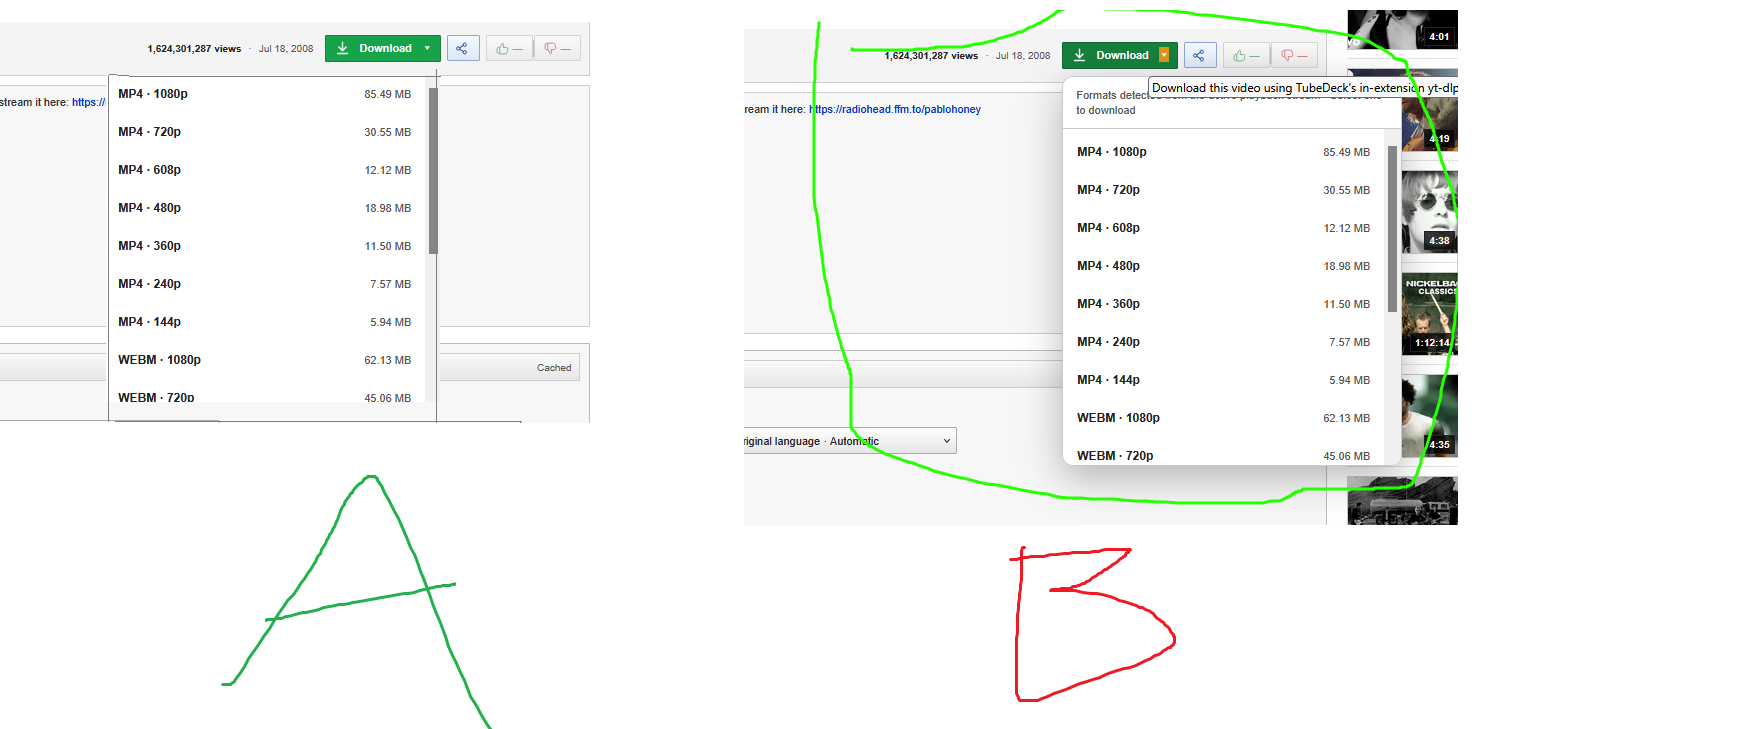 1,624,301,287 views · Jul 18, 2008 Download
stream it here: https://
MP4 · 1080p 85.49 MB
MP4 · 720p 30.55 MB
MP4 · 608p 12.12 MB
MP4 · 480p 18.98 MB
MP4 · 360p 11.50 MB
MP4 · 240p 7.57 MB
MP4 · 144p 5.94 MB
WEBM · 1080p 62.13 MB
Cached
WEBM · 720p 45.06 MB
A
1,624,301,287 views · Jul 18, 2008 Download
Download this video using TubeDeck's in-extension yt-dlp
Formats detected
to download
ream it here: https://radiohead.ffm.to/pablohoney
MP4 · 1080p 85.49 MB
MP4 · 720p 30.55 MB
MP4 · 608p 12.12 MB
MP4 · 480p 18.98 MB
MP4 · 360p 11.50 MB
MP4 · 240p 7.57 MB
MP4 · 144p 5.94 MB
WEBM · 1080p 62.13 MB
WEBM · 720p 45.06 MB
riginal language · Automatic
4:01
4:19
4:38
NICKELBA
CLASSICS
1:12:14
4:35
B